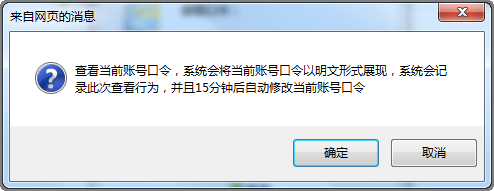 来自网页的消息
查看当前账号口令，系统会将当前账号口令以明文形式展现，系统会记
录此次查看行为，并且15分钟后自动修改当前账号口令
确定
取消